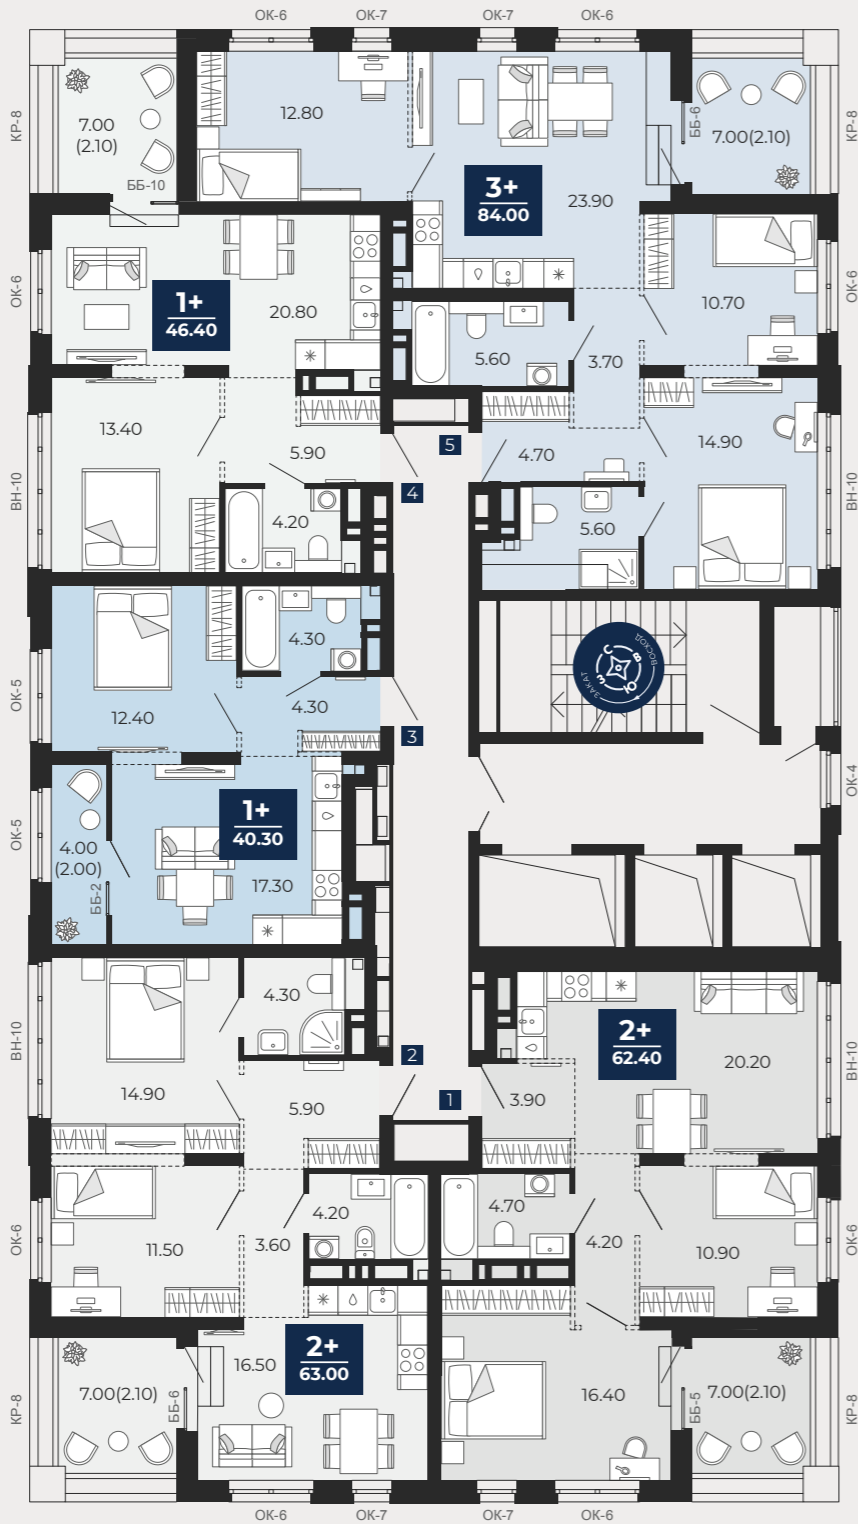 ОК-6
ОК-7
ОК-7
ОК-6
КР-8
7.00
(2.10)
ББ-10
12.80
3+
84.00
23.90
ББ-6
7.00(2.10)
КР-8
ОК-6
1+
46.40
20.80
5.60
3.70
10.70
ОК-6
ВН-10
13.40
5.90
4
5
4.70
14.90
ВН-10
4.20
5.60
ОК-5
12.40
4.30
4.30
3
ВОСХОД
С
В
З
Ю
ЗАКАТ
ОК-4
ОК-5
4.00
(2.00)
ББ-2
1+
40.30
17.30
ВН-10
14.90
4.30
5.90
2
1
3.90
2+
62.40
20.20
ВН-10
ОК-6
11.50
3.60
4.20
4.70
4.20
10.90
ОК-6
КР-8
7.00(2.10)
ББ-6
16.50
2+
63.00
16.40
ББ-5
7.00(2.10)
КР-8
ОК-6
ОК-7
ОК-7
ОК-6